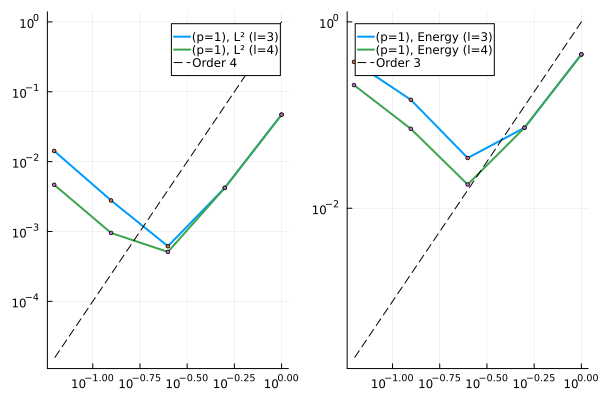 10⁰
10⁻¹
10⁻²
10⁻³
10⁻⁴
(p=1), L² (l=3)
(p=1), L² (l=4)
Order 4
10⁻¹·⁰⁰ 10⁻⁰·⁷⁵ 10⁻⁰·⁵⁰ 10⁻⁰·²⁵ 10⁰·⁰⁰
10⁰
10⁻²
(p=1), Energy (l=3)
(p=1), Energy (l=4)
Order 3
10⁻¹·⁰⁰ 10⁻⁰·⁷⁵ 10⁻⁰·⁵⁰ 10⁻⁰·²⁵ 10⁰·⁰⁰